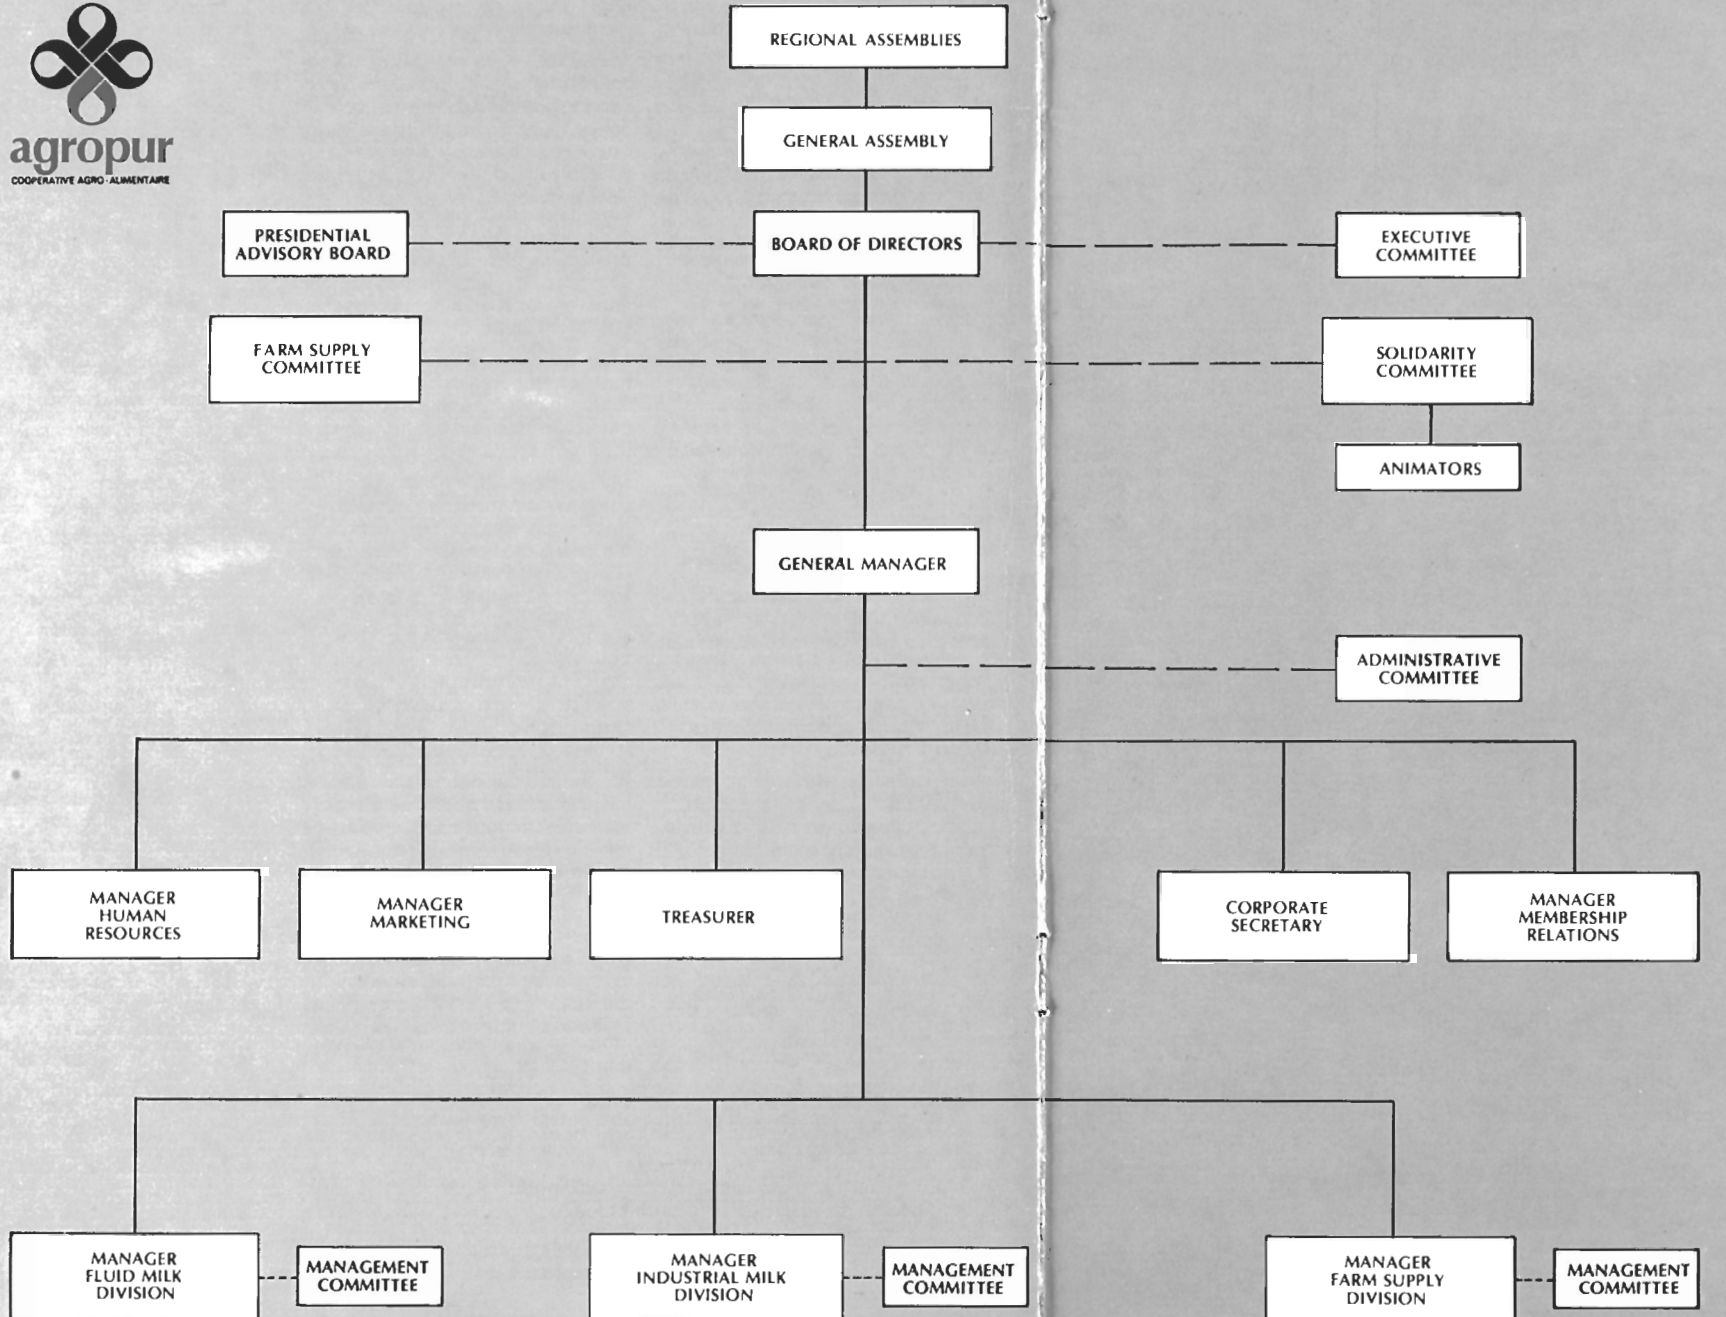 agropur
COOPERATIVE AGRO-ALIMENTAIRE
REGIONAL ASSEMBLIES
GENERAL ASSEMBLY
PRESIDENTIAL
ADVISORY BOARD
BOARD OF DIRECTORS
EXECUTIVE
COMMITTEE
FARM SUPPLY
COMMITTEE
SOLIDARITY
COMMITTEE
ANIMATORS
GENERAL MANAGER
ADMINISTRATIVE
COMMITTEE
MANAGER
HUMAN
RESOURCES
MANAGER
MARKETING
TREASURER
CORPORATE
SECRETARY
MANAGER
MEMBERSHIP
RELATIONS
MANAGER
FLUID MILK
DIVISION
MANAGEMENT
COMMITTEE
MANAGER
INDUSTRIAL MILK
DIVISION
MANAGEMENT
COMMITTEE
MANAGER
FARM SUPPLY
DIVISION
MANAGEMENT
COMMITTEE